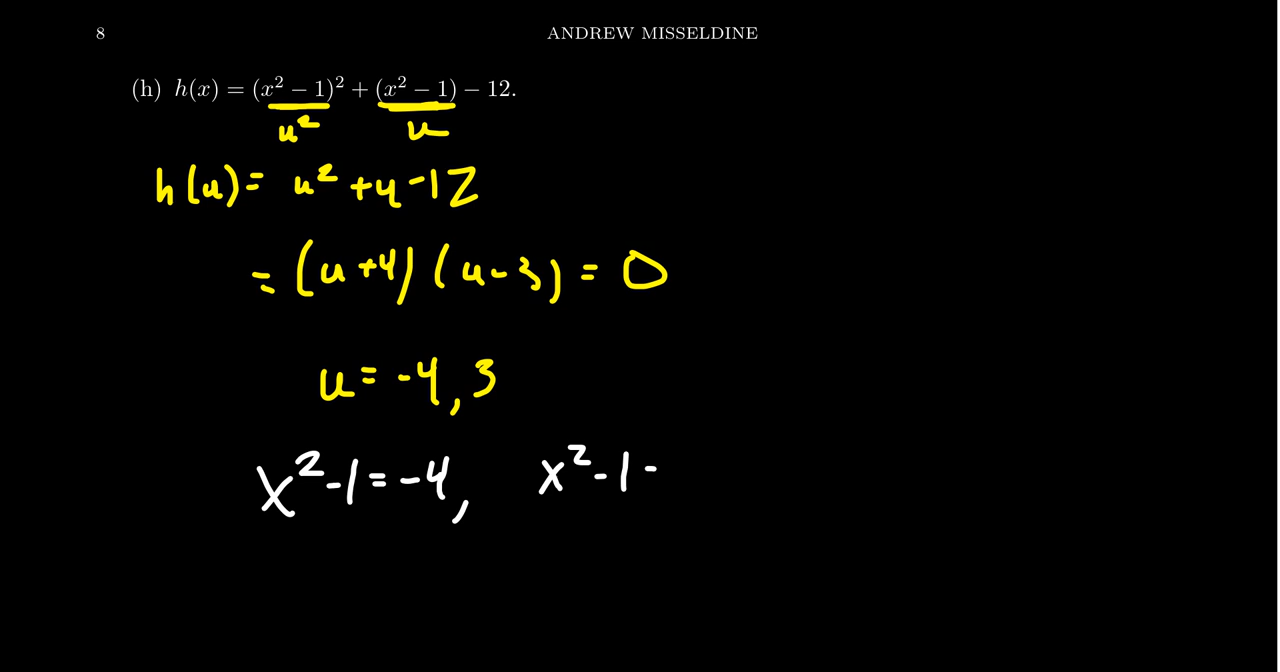 8 ANDREW MISSELDINE
(h) h(x) = (x² − 1)² + (x² − 1) − 12.
u² u
h(u) = u² + u - 12
= (u+4) (u-3) = 0
u = -4, 3
x² - 1 = -4, x² - 1 -